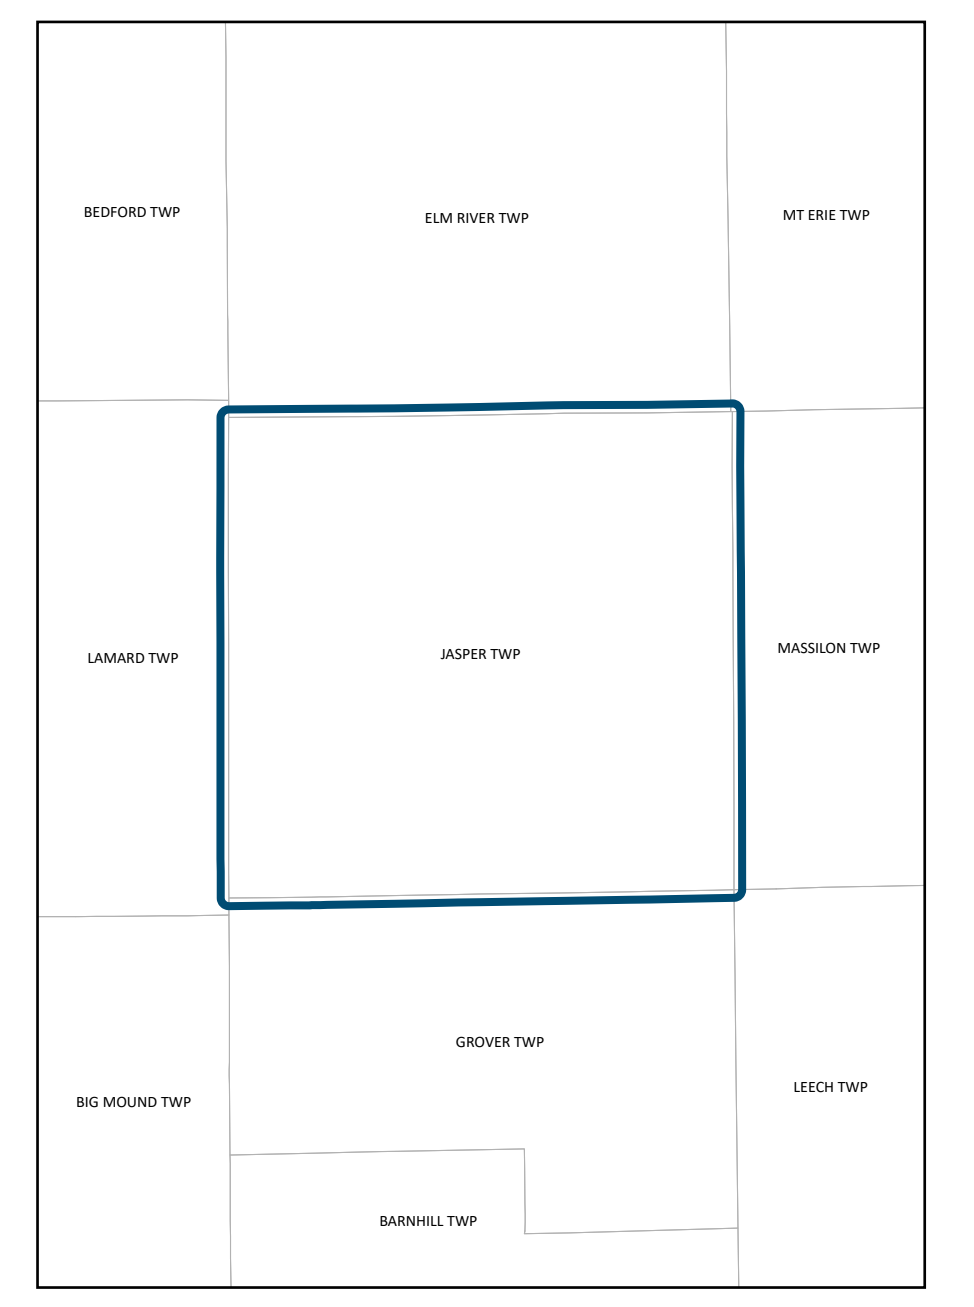 BEDFORD TWP
ELM RIVER TWP
MT ERIE TWP
LAMARD TWP
JASPER TWP
MASSILON TWP
BIG MOUND TWP
GROVER TWP
LEECH TWP
BARNHILL TWP